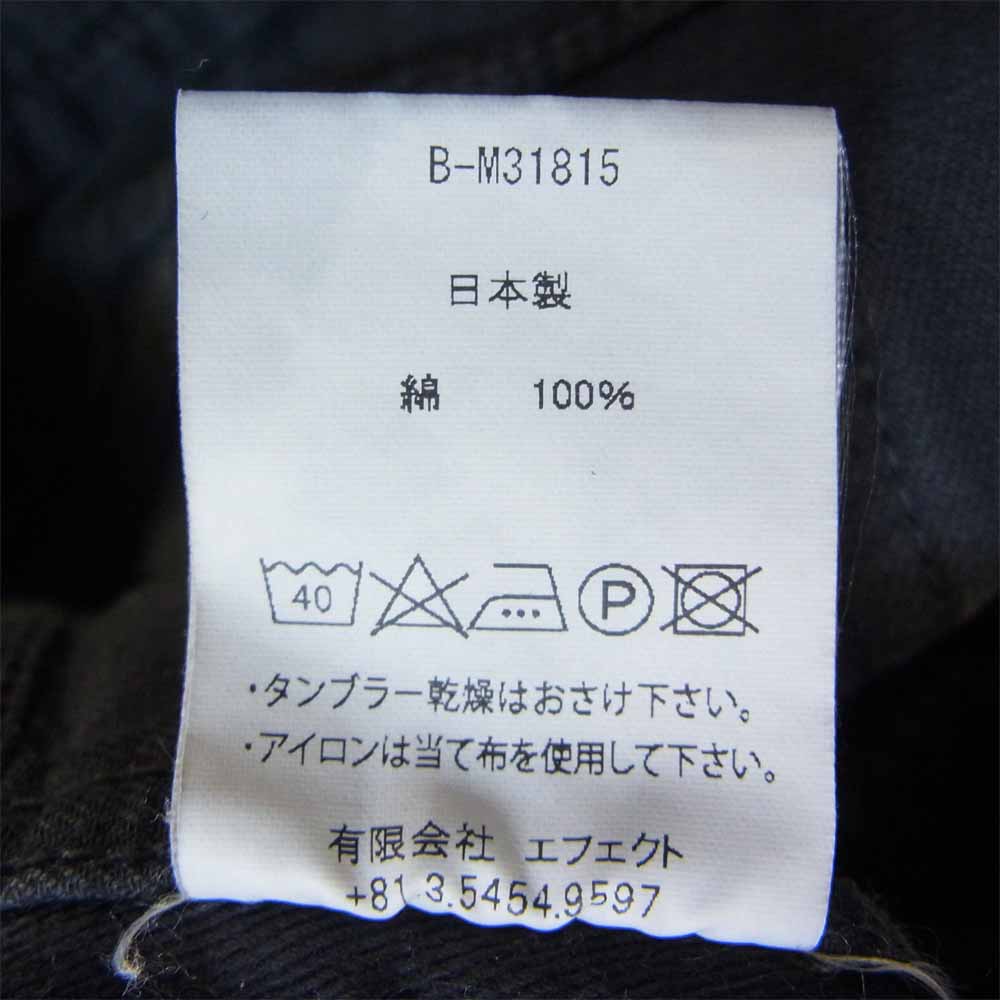 B-M31815
日本製
綿 100%
40 P
・タンブラー乾燥はおさけ下さい。
・アイロンは当て布を使用して下さい。
有限会社 エフェクト
+81.3.5454.9597